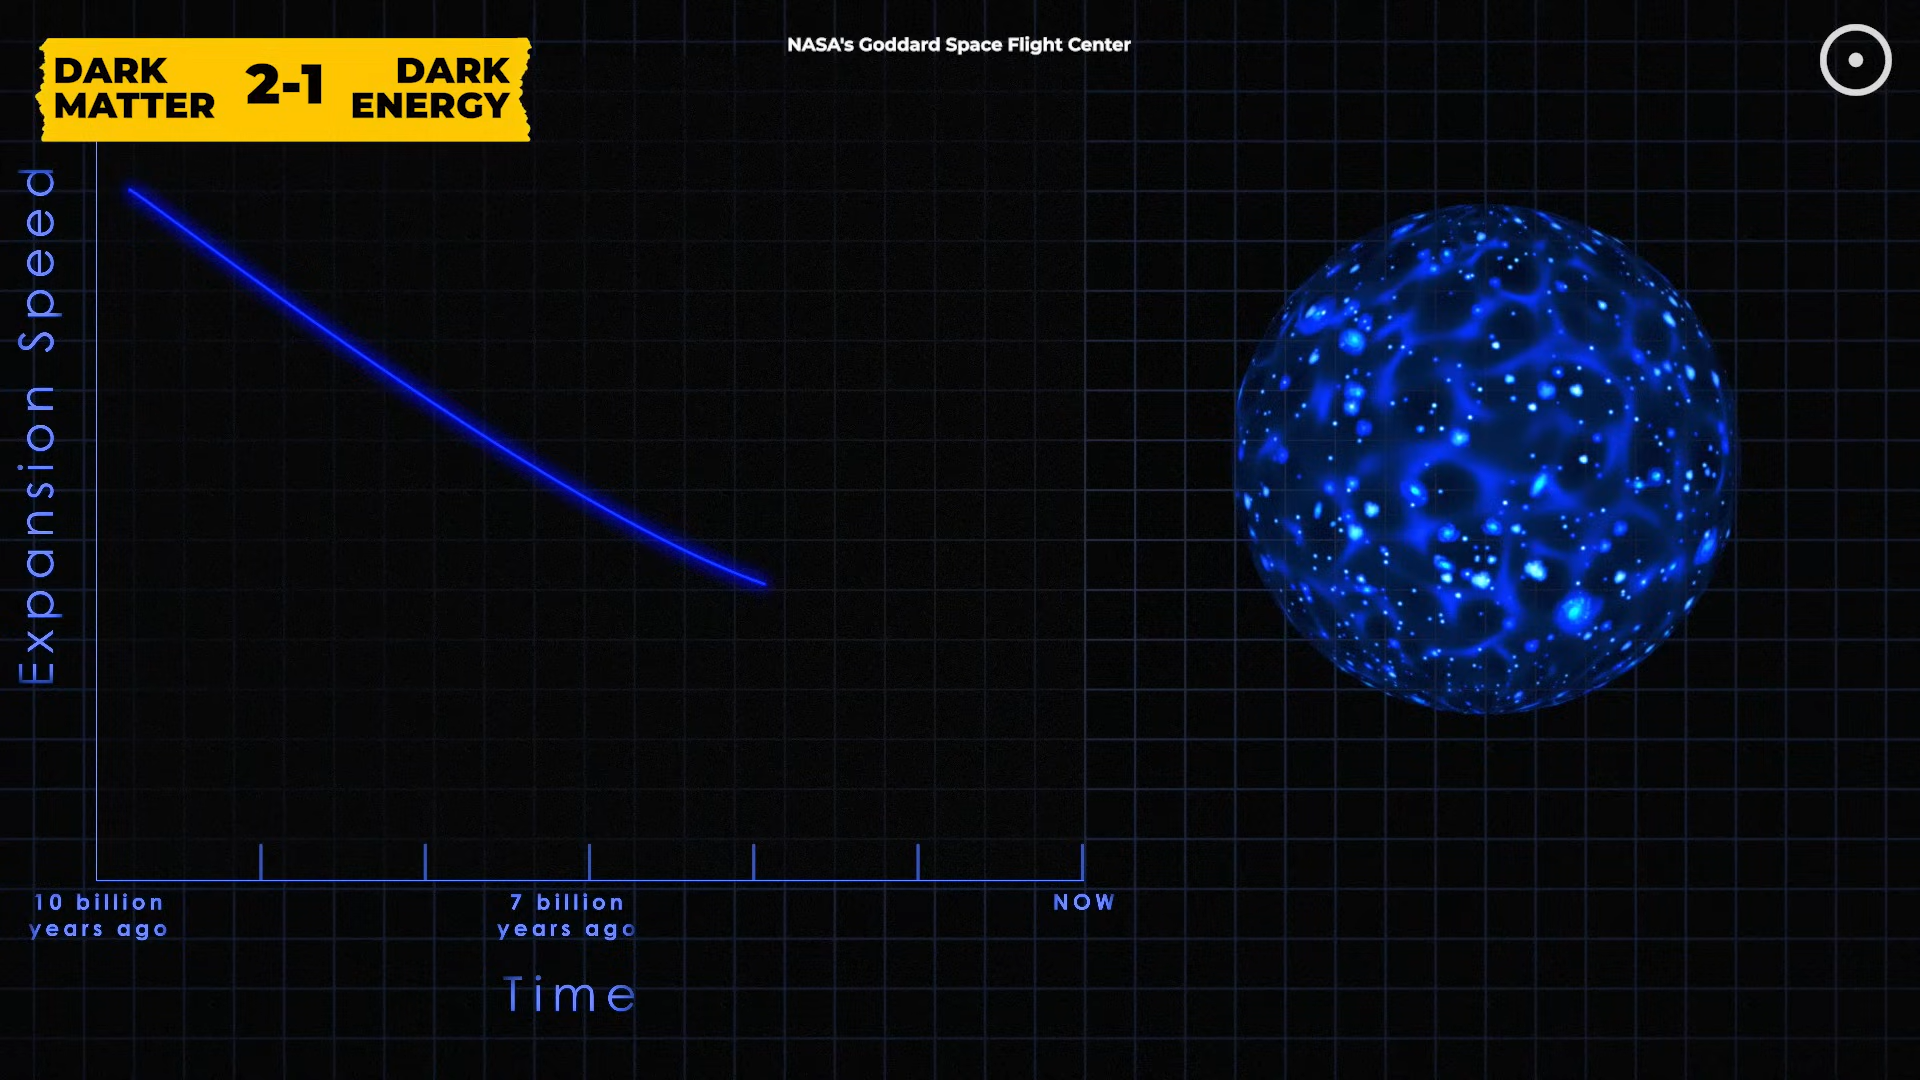 NASA's Goddard Space Flight Center
DARK MATTER 2-1 DARK ENERGY
Expansion Speed
10 billion years ago
7 billion years ago
NOW
Time